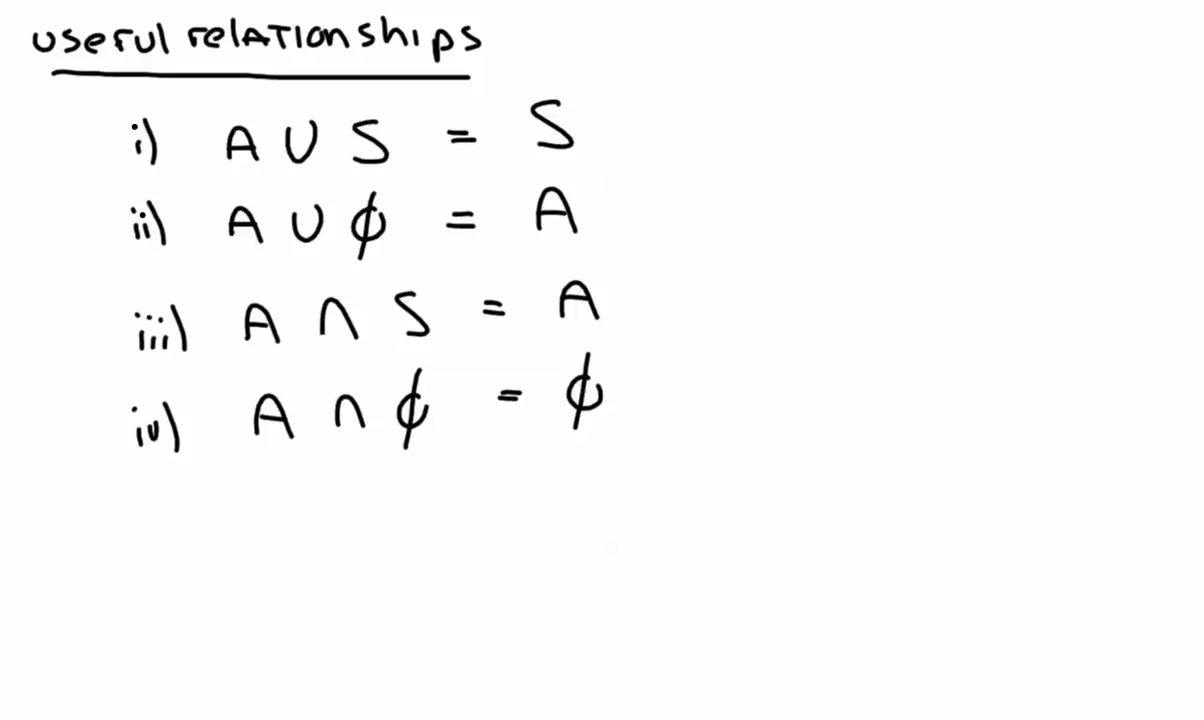 useful relationships
i) A ∪ S = S
ii) A ∪ ϕ = A
iii) A ∩ S = A
iv) A ∩ ϕ = ϕ